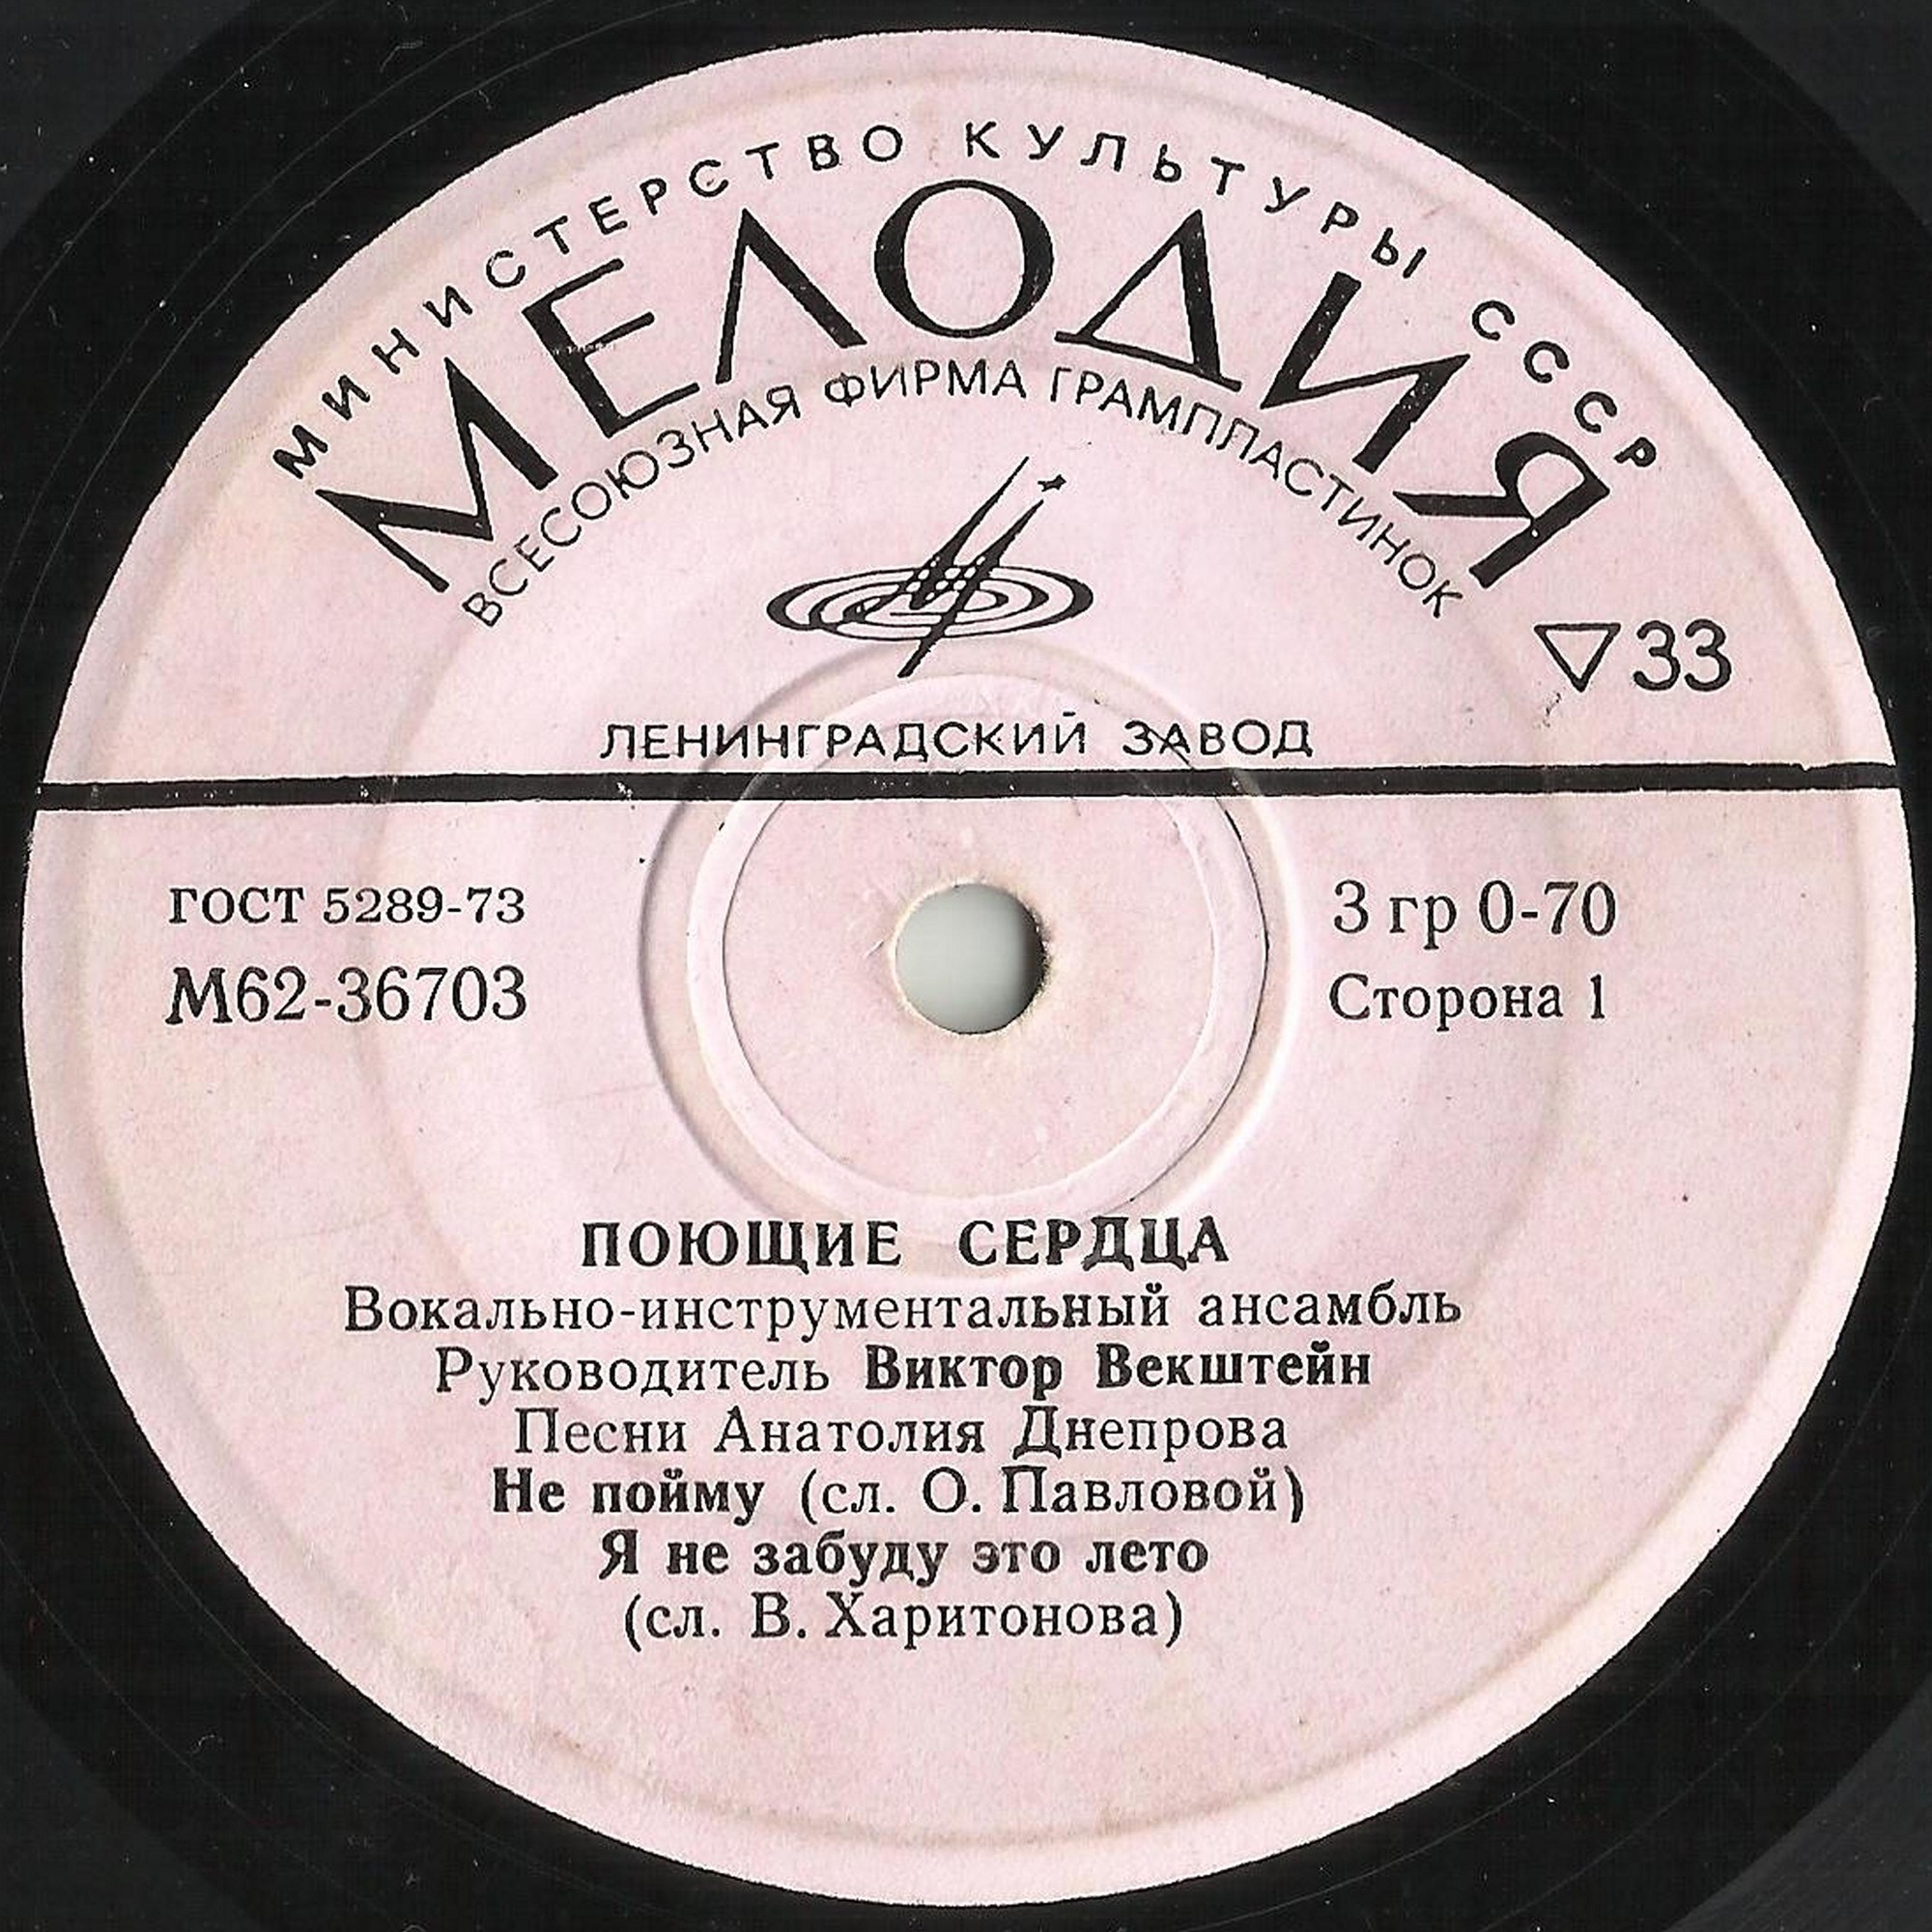 МИНИСТЕРСТВО КУЛЬТУРЫ СССР
МЕЛОДИЯ
ВСЕСОЮЗНАЯ ФИРМА ГРАМПЛАСТИНОК
▽33
ЛЕНИНГРАДСКИЙ ЗАВОД
ГОСТ 5289-73
М62-36703
3 гр 0-70
Сторона 1
ПОЮЩИЕ СЕРДЦА
Вокально-инструментальный ансамбль
Руководитель Виктор Векштейн
Песни Анатолия Днепрова
Не пойму (сл. О. Павловой)
Я не забуду это лето
(сл. В. Харитонова)